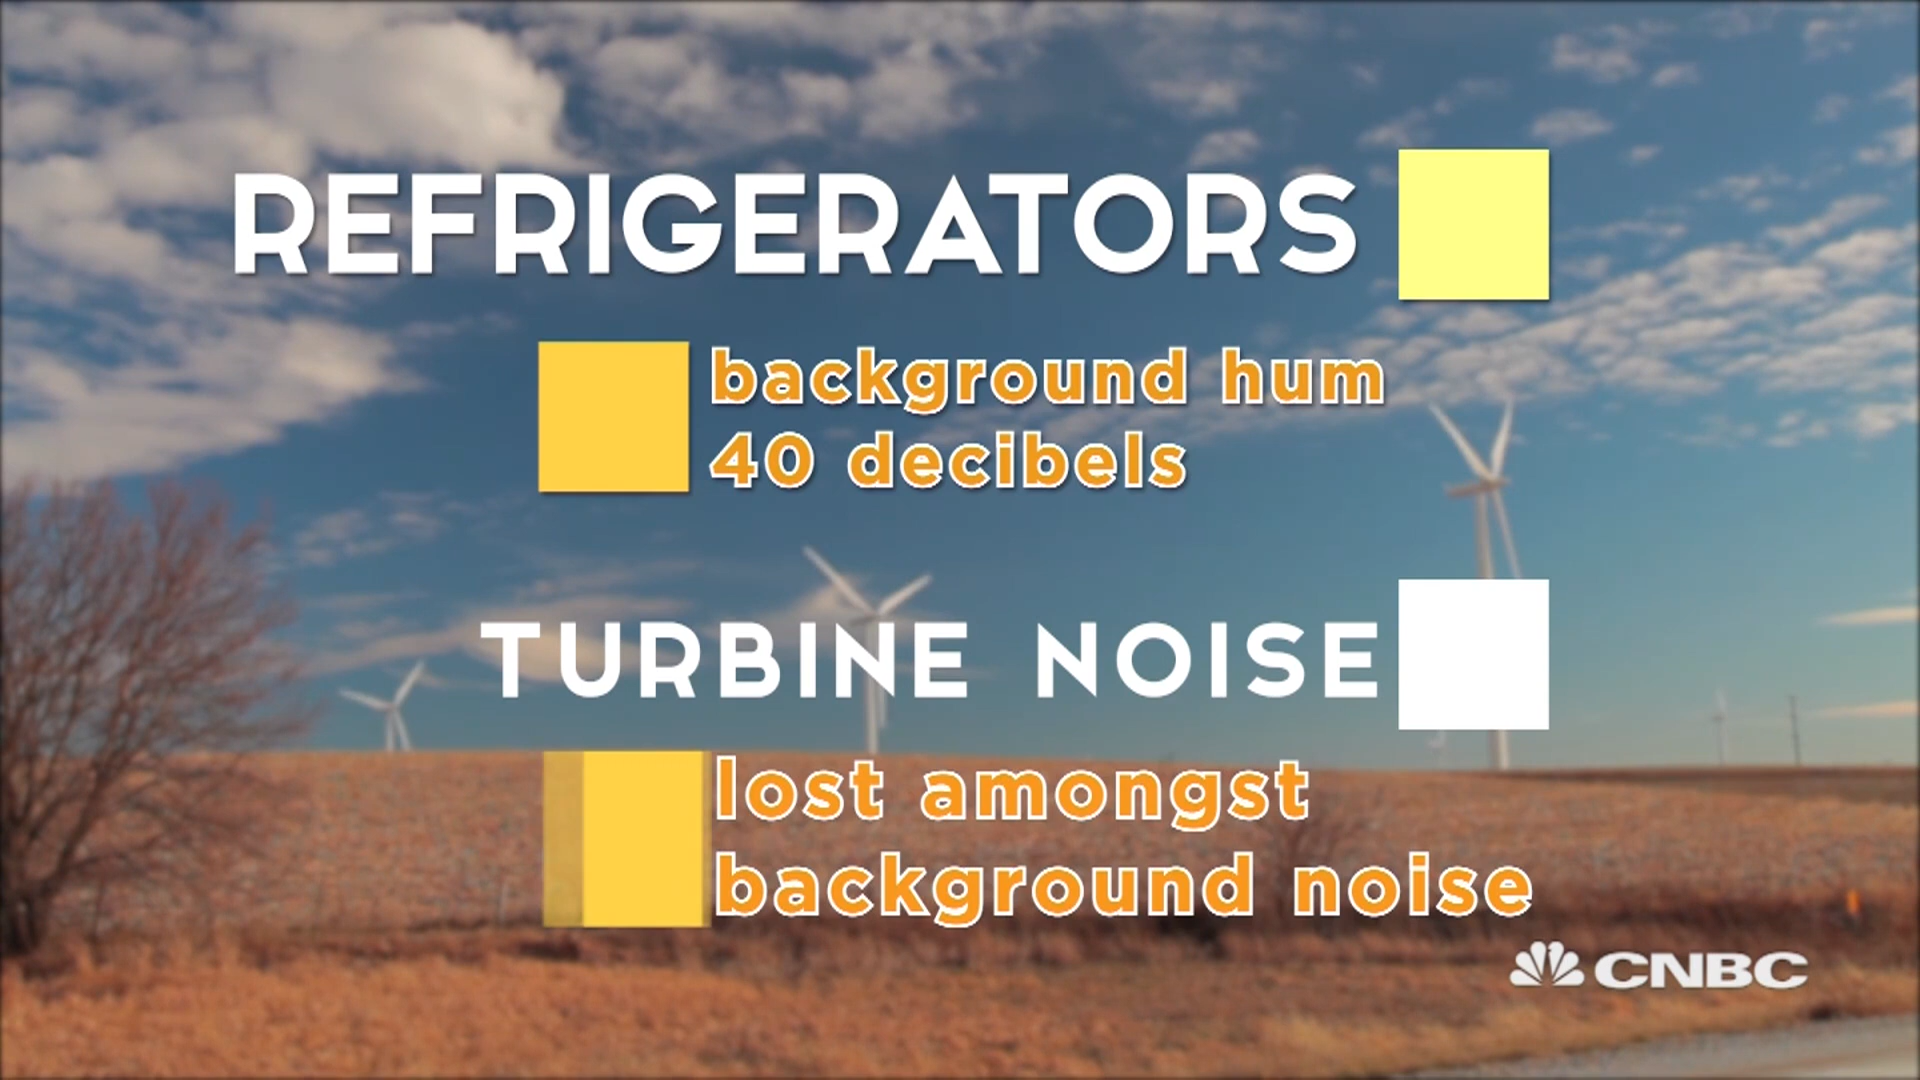 REFRIGERATORS
background hum
40 decibels
TURBINE NOISE
lost amongst
background noise
CNBC